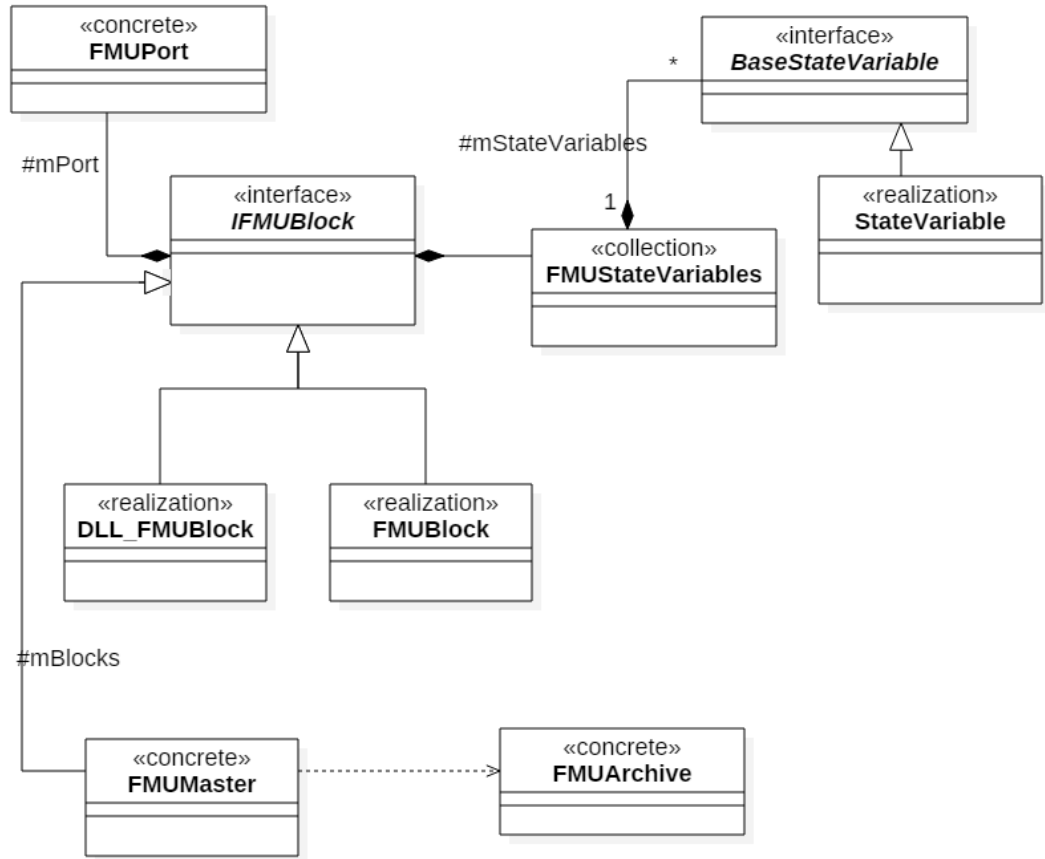 «concrete»
FMUPort
«interface»
BaseStateVariable
*
#mStateVariables
#mPort
«interface»
IFMUBlock
«realization»
StateVariable
1
«collection»
FMUStateVariables
«realization»
DLL_FMUBlock
«realization»
FMUBlock
#mBlocks
«concrete»
FMUMaster
«concrete»
FMUArchive